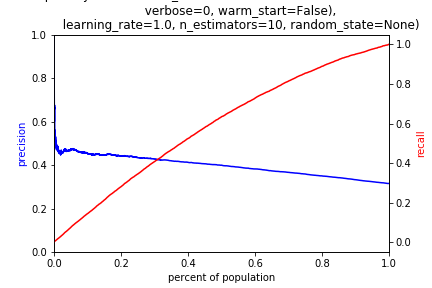 verbose=0, warm_start=False),
learning_rate=1.0, n_estimators=10, random_state=None)
1.0
0.8
0.6
0.4
0.2
0.0
precision
1.0
0.8
0.6
0.4
0.2
0.0
recall
0.0 0.2 0.4 0.6 0.8 1.0
percent of population